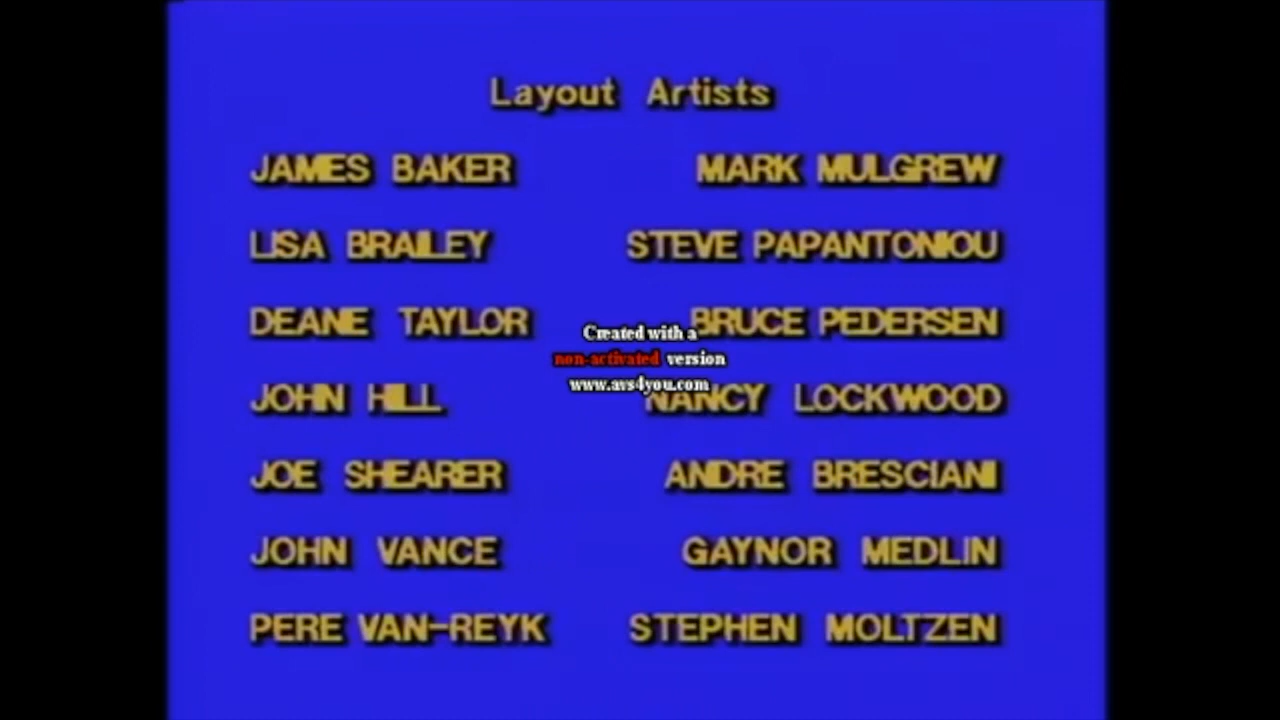 Layout Artists
JAMES BAKER MARK MULGREW
LISA BRAILEY STEVE PAPANTONIOU
DEANE TAYLOR BRUCE PEDERSEN
Created with a
non-activated version
www.avs4you.com
JOHN HILL NANCY LOCKWOOD
JOE SHEARER ANDRE BRESCIANI
JOHN VANCE GAYNOR MEDLIN
PERE VAN-REYK STEPHEN MOLTZEN